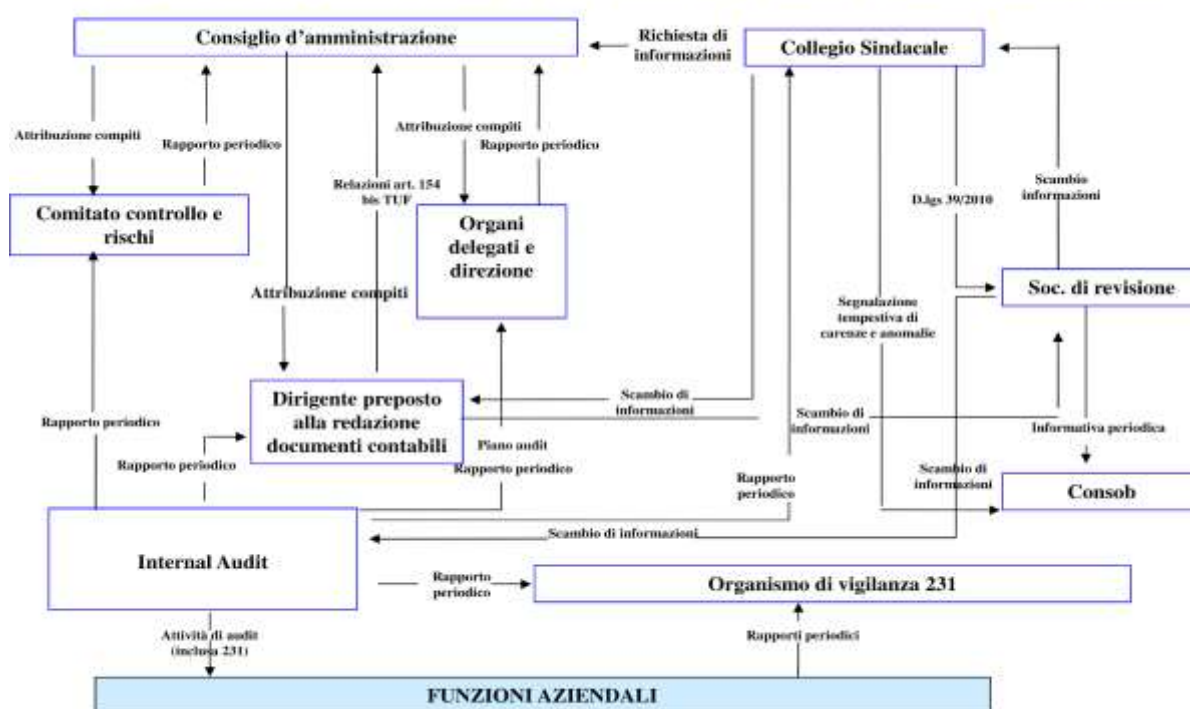 Consiglio d'amministrazione
Richiesta di
informazioni
Collegio Sindacale
Attribuzione compiti
Rapporto periodico
Attribuzione compiti
Rapporto periodico
Relazioni art. 154
bis TUF
D.lgs 39/2010
Scambio
informazioni
Comitato controllo e
rischi
Organi
delegati e
direzione
Soc. di revisione
Attribuzione compiti
Segnalazione
tempestiva di
carenze e anomalie
Dirigente preposto
alla redazione
documenti contabili
Scambio di
informazioni
Scambio di
informazioni
Informativa periodica
Rapporto periodico
Piano audit
Rapporto periodico
Rapporto periodico
Rapporto
periodico
Scambio di
informazioni
Consob
Internal Audit
Scambio di informazioni
Rapporto
periodico
Organismo di vigilanza 231
Attività di audit
(inclusa 231)
Rapporti periodici
FUNZIONI AZIENDALI